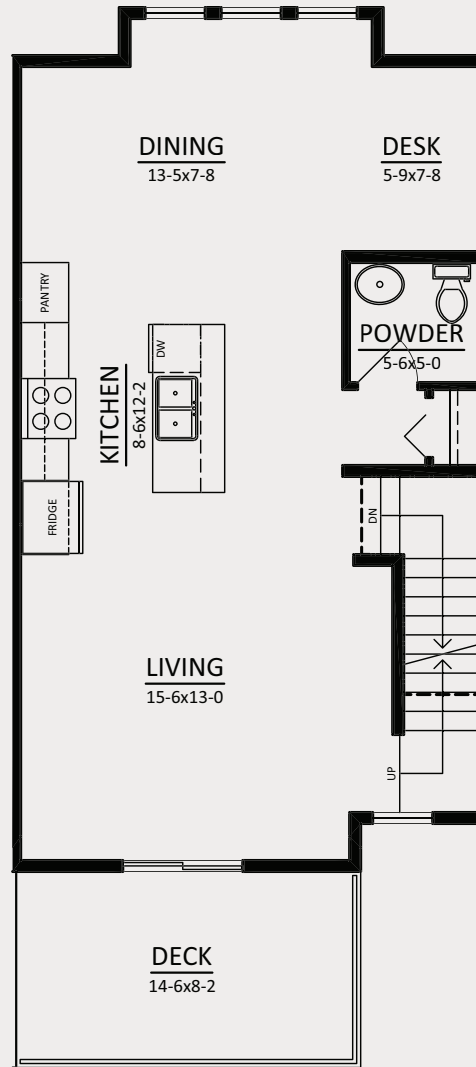 DINING
13-5x7-8
DESK
5-9x7-8
PANTRY
DW
POWDER
5-6x5-0
KITCHEN
8-6x12-2
FRIDGE
DN
LIVING
15-6x13-0
UP
DECK
14-6x8-2